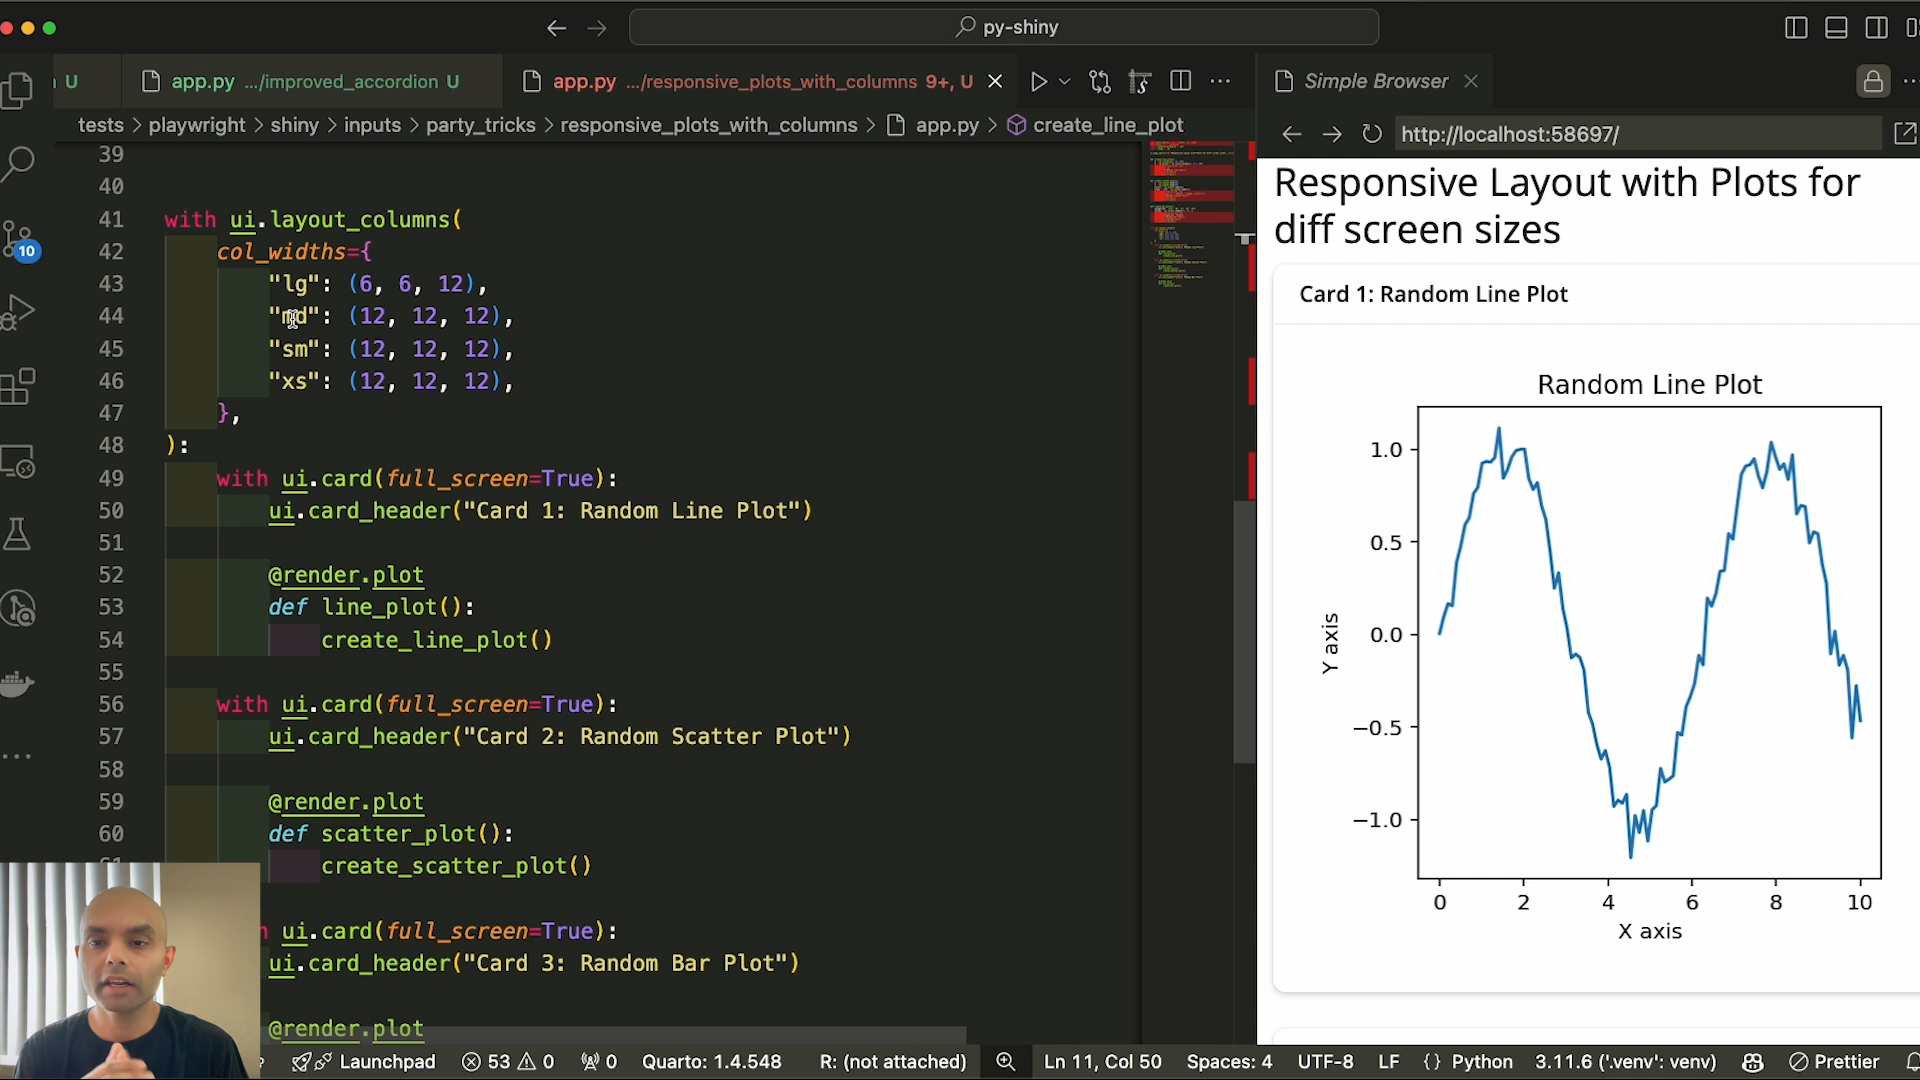 py-shiny
U
app.py .../improved_accordion U
app.py .../responsive_plots_with_columns 9+, U
Simple Browser
tests > playwright > shiny > inputs > party_tricks > responsive_plots_with_columns > app.py > create_line_plot
http://localhost:58697/
39
40
41 with ui.layout_columns(
42 col_widths={
43 "lg": (6, 6, 12),
44 "md": (12, 12, 12),
45 "sm": (12, 12, 12),
46 "xs": (12, 12, 12),
47 },
48 ):
49 with ui.card(full_screen=True):
50 ui.card_header("Card 1: Random Line Plot")
51
52 @render.plot
53 def line_plot():
54 create_line_plot()
55
56 with ui.card(full_screen=True):
57 ui.card_header("Card 2: Random Scatter Plot")
58
59 @render.plot
60 def scatter_plot():
create_scatter_plot()
ui.card(full_screen=True):
ui.card_header("Card 3: Random Bar Plot")
@render.plot
10
Responsive Layout with Plots for
diff screen sizes
Card 1: Random Line Plot
Random Line Plot
1.0
0.5
0.0
−0.5
−1.0
Y axis
0 2 4 6 8 10
X axis
Launchpad 53 0 0 Quarto: 1.4.548 R: (not attached) Ln 11, Col 50 Spaces: 4 UTF-8 LF {} Python 3.11.6 ('.venv': venv) Prettier